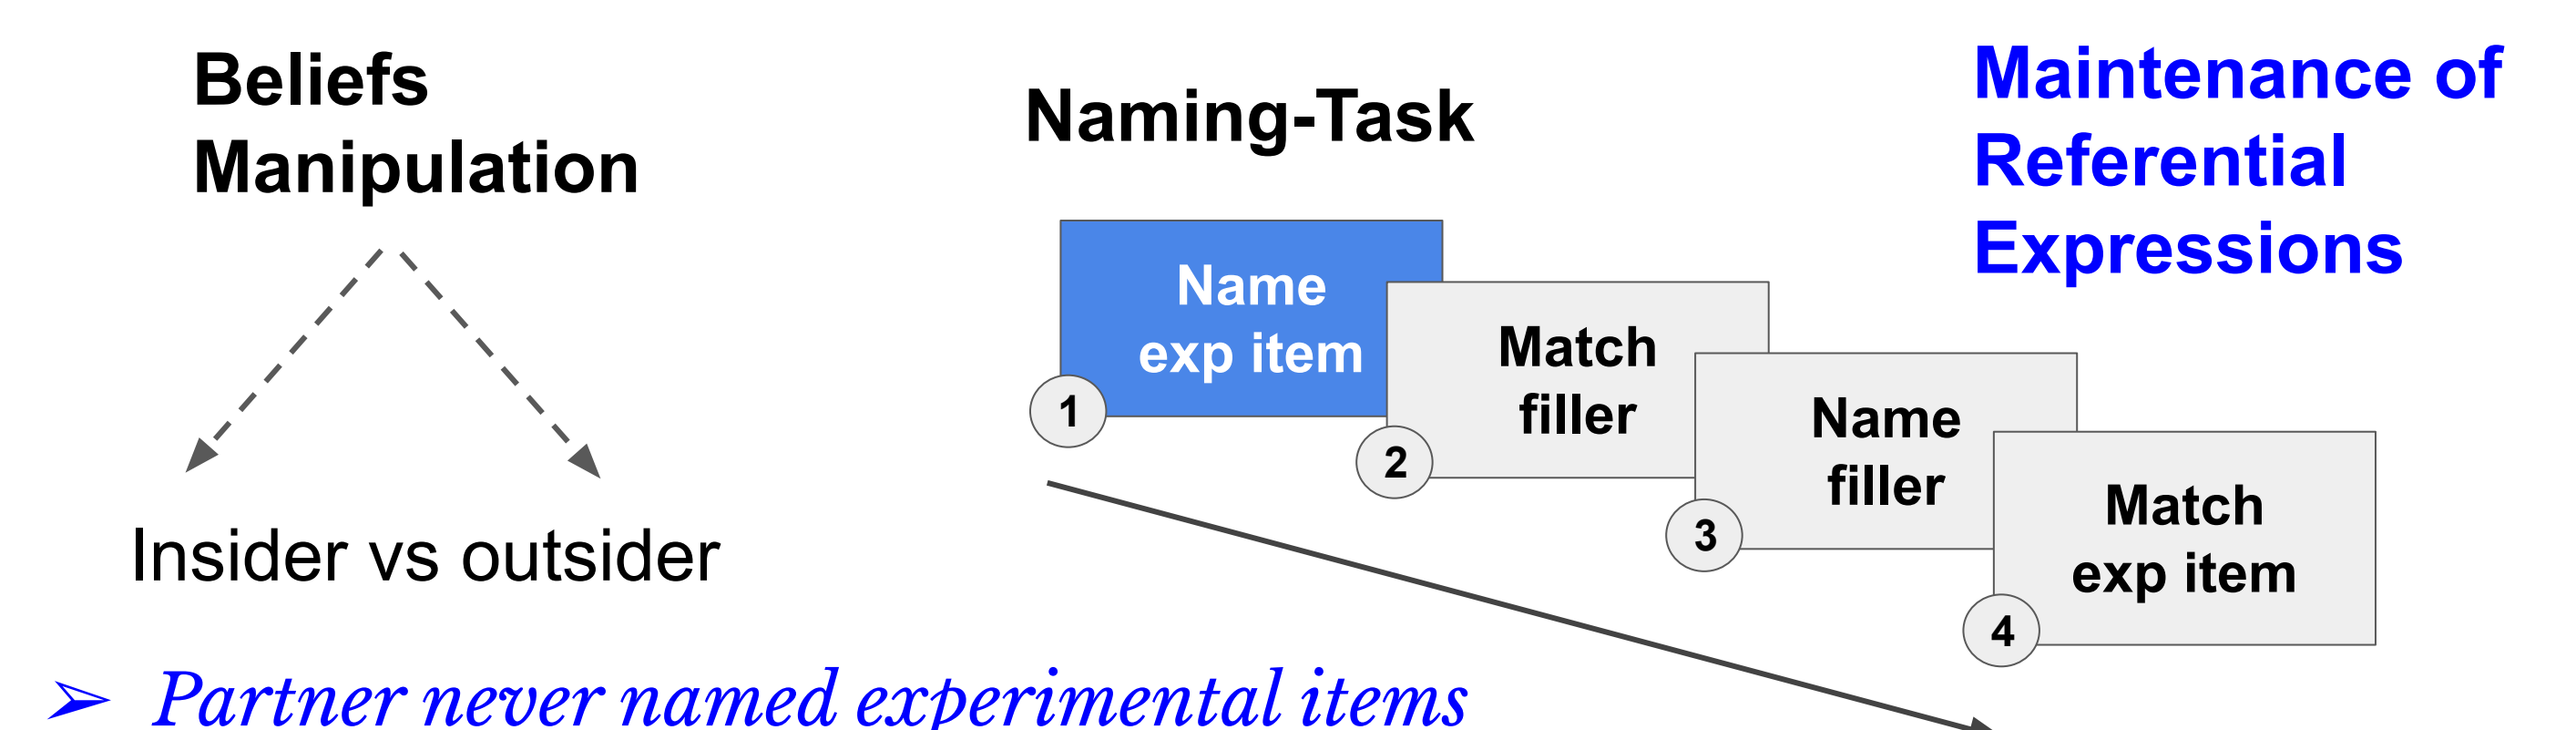 Beliefs
Manipulation
Insider vs outsider
Naming-Task
Name
exp item
1
Match
filler
2
Name
filler
3
Match
exp item
4
Maintenance of
Referential
Expressions
➢ Partner never named experimental items